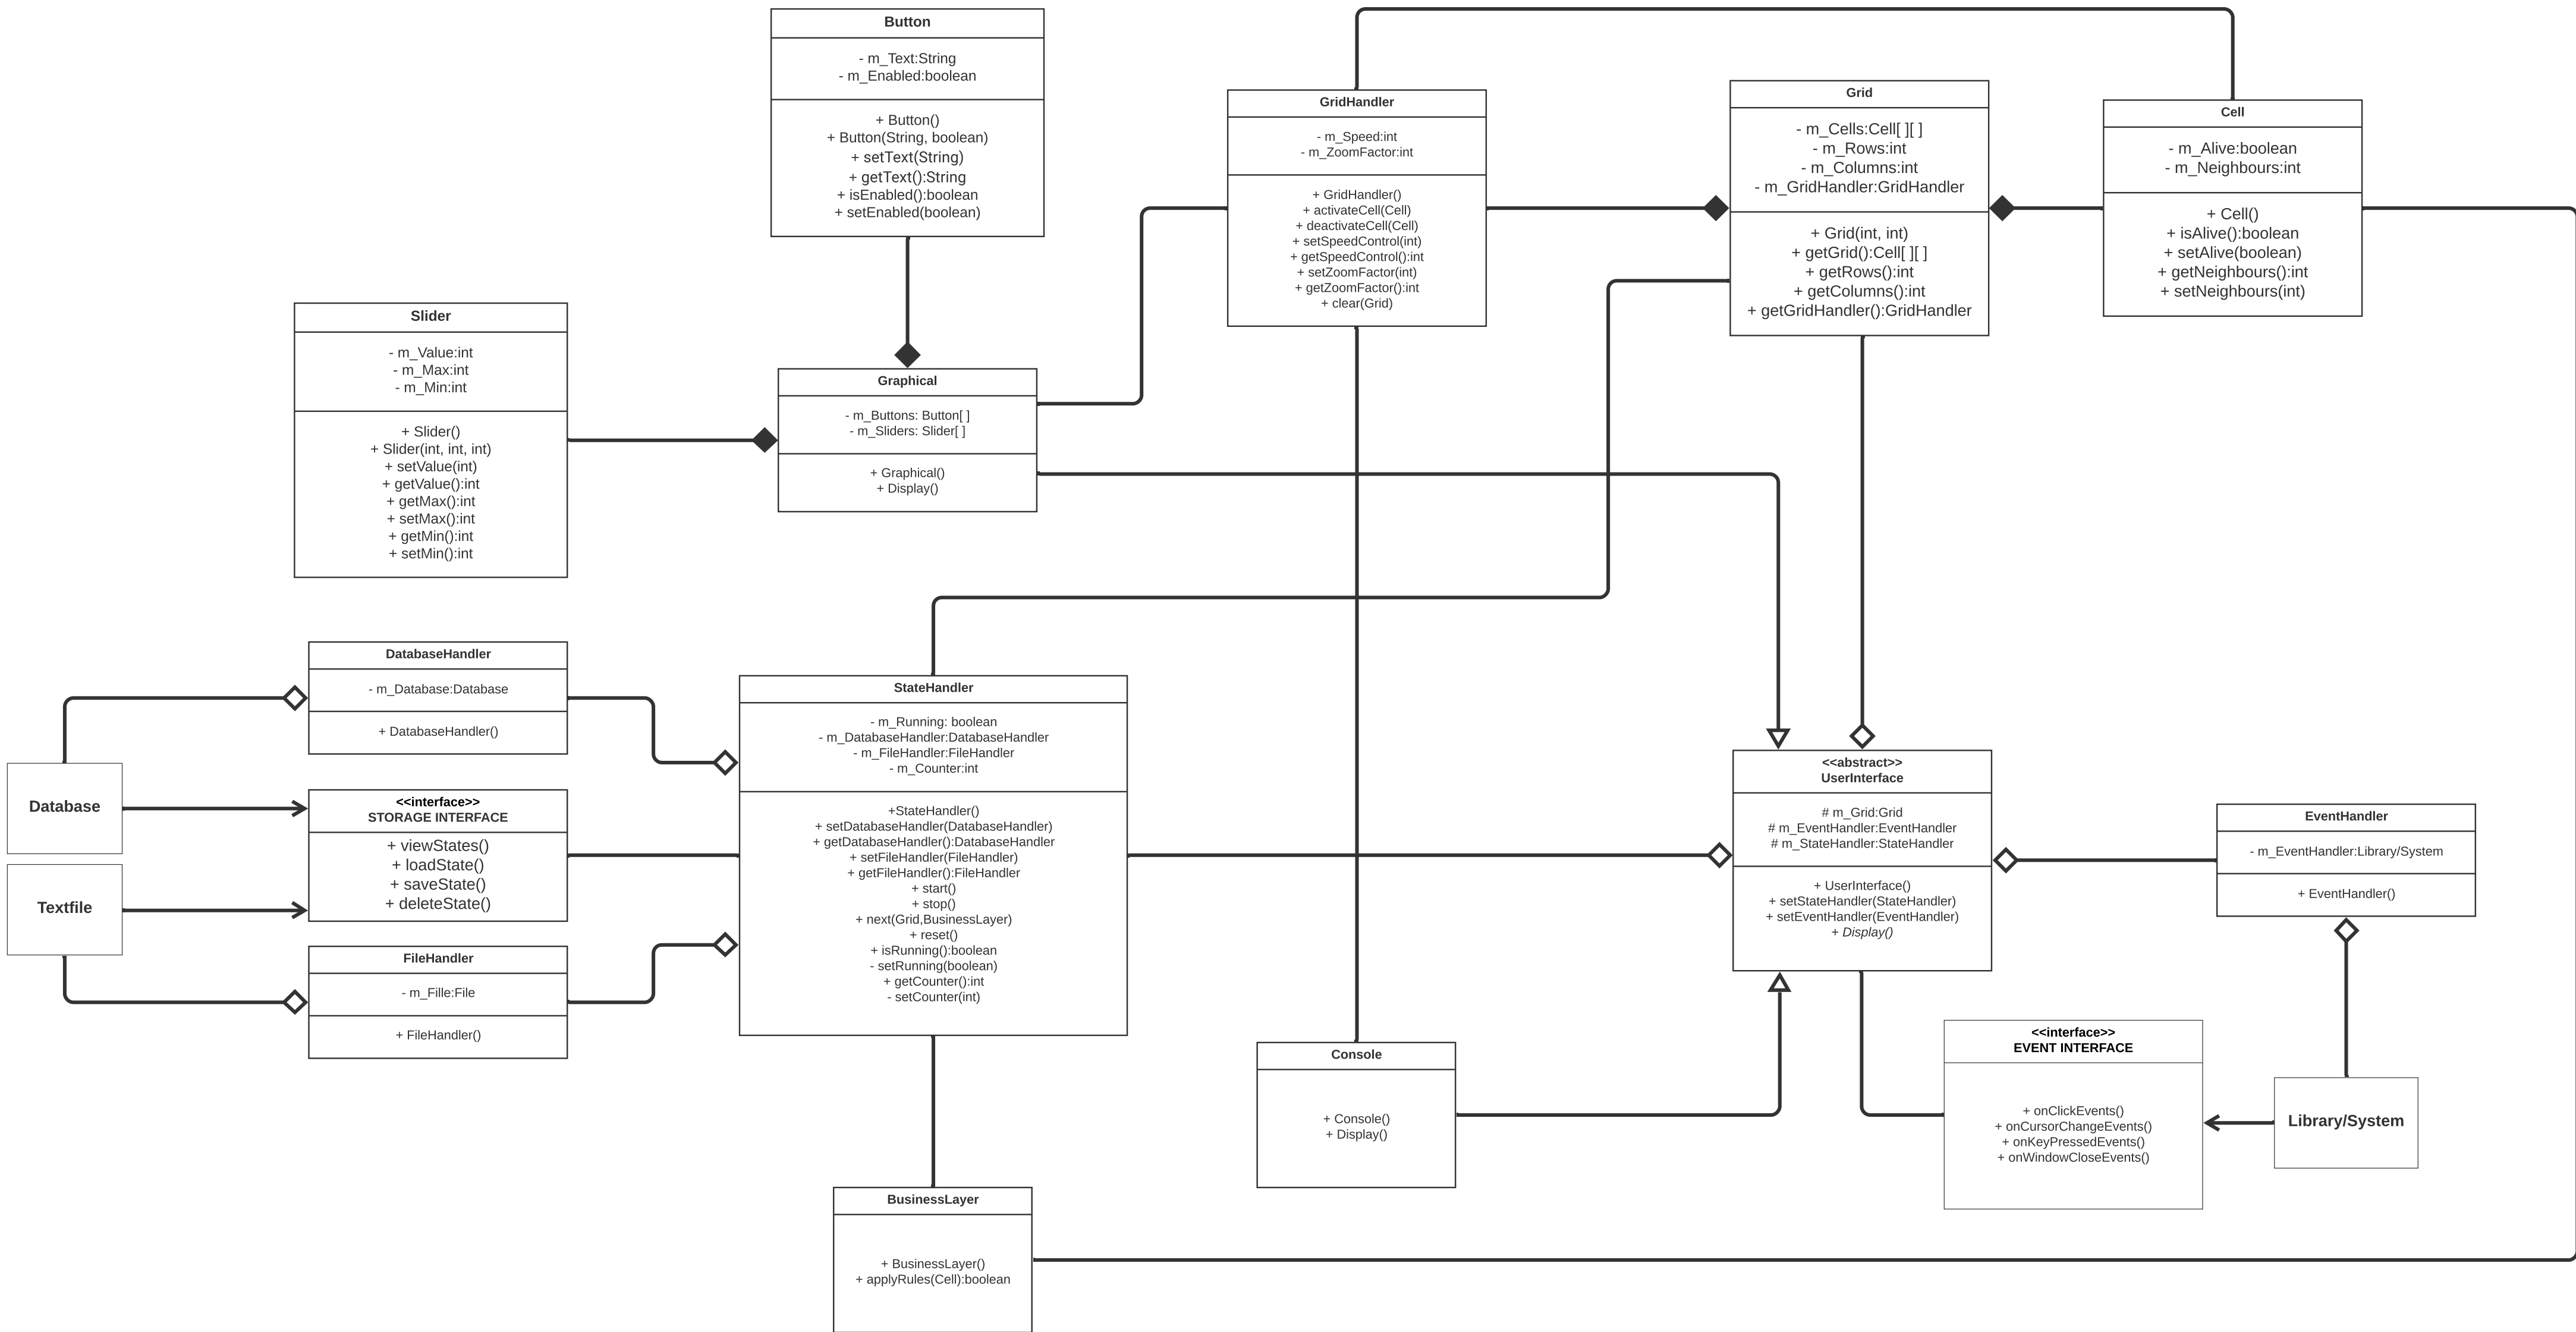 Button
- m_Text:String
- m_Enabled:boolean
+ Button()
+ Button(String, boolean)
+ setText(String)
+ getText():String
+ isEnabled():boolean
+ setEnabled(boolean)
GridHandler
- m_Speed:int
- m_ZoomFactor:int
+ GridHandler()
+ activateCell(Cell)
+ deactivateCell(Cell)
+ setSpeedControl(int)
+ getSpeedControl():int
+ setZoomFactor(int)
+ getZoomFactor():int
+ clear(Grid)
Grid
- m_Cells:Cell[ ][ ]
- m_Rows:int
- m_Columns:int
- m_GridHandler:GridHandler
+ Grid(int, int)
+ getGrid():Cell[ ][ ]
+ getRows():int
+ getColumns():int
+ getGridHandler():GridHandler
Cell
- m_Alive:boolean
- m_Neighbours:int
+ Cell()
+ isAlive():boolean
+ setAlive(boolean)
+ getNeighbours():int
+ setNeighbours(int)
Slider
- m_Value:int
- m_Max:int
- m_Min:int
+ Slider()
+ Slider(int, int, int)
+ setValue(int)
+ getValue():int
+ getMax():int
+ setMax():int
+ getMin():int
+ setMin():int
Graphical
- m_Buttons: Button[ ]
- m_Sliders: Slider[ ]
+ Graphical()
+ Display()
DatabaseHandler
- m_Database:Database
+ DatabaseHandler()
Database
<<interface>>
STORAGE INTERFACE
+ viewStates()
+ loadState()
+ saveState()
+ deleteState()
Textfile
FileHandler
- m_Fille:File
+ FileHandler()
StateHandler
- m_Running: boolean
- m_DatabaseHandler:DatabaseHandler
- m_FileHandler:FileHandler
- m_Counter:int
+StateHandler()
+ setDatabaseHandler(DatabaseHandler)
+ getDatabaseHandler():DatabaseHandler
+ setFileHandler(FileHandler)
+ getFileHandler():FileHandler
+ start()
+ stop()
+ next(Grid,BusinessLayer)
+ reset()
+ isRunning():boolean
- setRunning(boolean)
+ getCounter():int
- setCounter(int)
<<abstract>>
UserInterface
# m_Grid:Grid
# m_EventHandler:EventHandler
# m_StateHandler:StateHandler
+ UserInterface()
+ setStateHandler(StateHandler)
+ setEventHandler(EventHandler)
+ Display()
EventHandler
- m_EventHandler:Library/System
+ EventHandler()
Console
+ Console()
+ Display()
<<interface>>
EVENT INTERFACE
+ onClickEvents()
+ onCursorChangeEvents()
+ onKeyPressedEvents()
+ onWindowCloseEvents()
Library/System
BusinessLayer
+ BusinessLayer()
+ applyRules(Cell):boolean